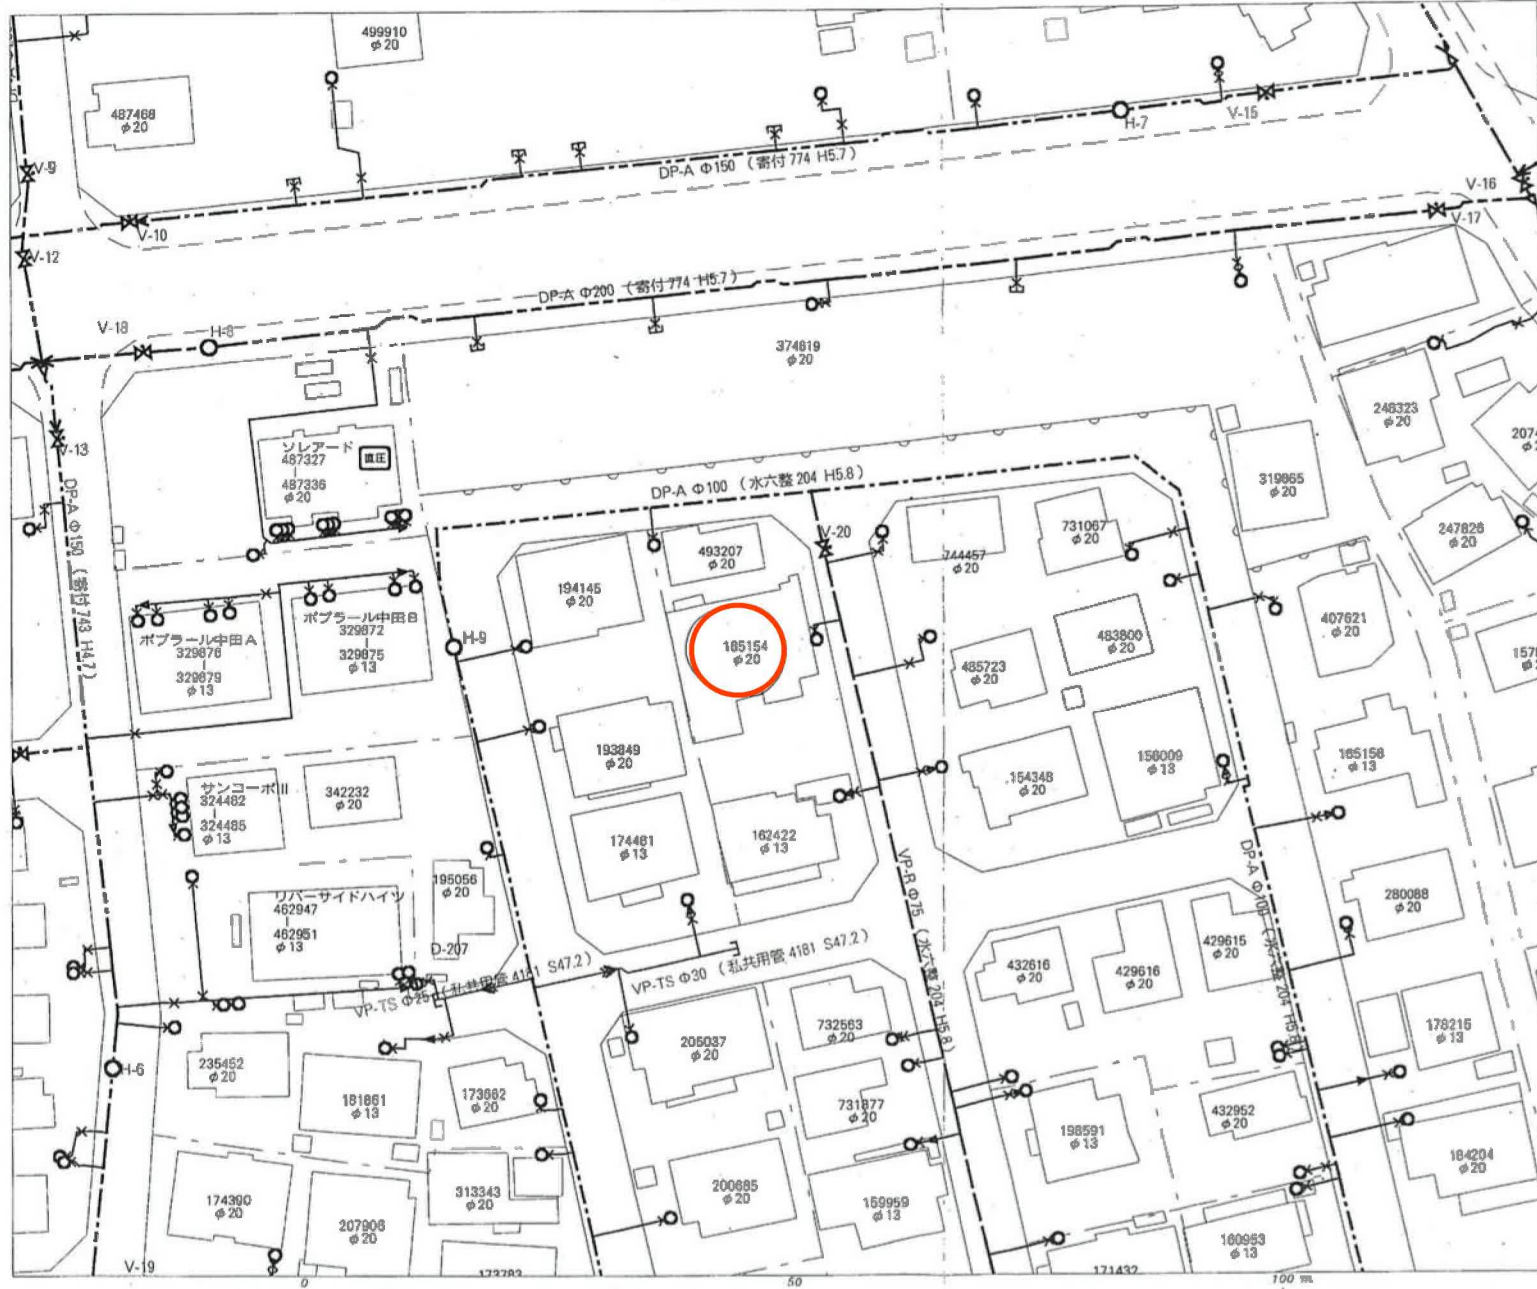 499910
φ20
487468
φ20
V-9
V-15
H-7
DP-A Φ150 (寄付 774 H5.7)
V-16
V-10
V-17
V-12
DP-A Φ200 (寄付 774 H5.7)
V-18
H-8
374819
φ20
248323
φ20
V-13
ソレアード
487327
|
487336
φ20
直圧
DP-A Φ100 (水六整 204 H5.8)
319865
φ20
247826
φ20
DP-A Φ150 (寄付 743 H4.7)
V-20
493207
φ20
744457
φ20
731067
φ20
194145
φ20
407621
φ20
ポプラール中田A
329876
|
329879
φ13
ポプラール中田B
329872
|
329875
φ13
H-9
185154
φ20
485723
φ20
483800
φ20
193849
φ20
154348
φ20
156009
φ13
165156
φ13
サンコーポII
324482
|
324485
φ13
342232
φ20
174481
φ13
162422
φ13
195056
φ20
VP-R Φ75 (水六整 204 H5.8)
DP-A Φ100 (水六整 204 H5.8)
280088
φ20
リバーサイドハイツ
462947
|
462951
φ13
D-207
VP-TS Φ25 (私共用管 4181 S47.2)
VP-TS Φ30 (私共用管 4181 S47.2)
432616
φ20
429616
φ20
429615
φ20
H-6
235452
φ20
181861
φ13
173682
φ20
205037
φ20
732563
φ20
178215
φ13
731877
φ20
198591
φ13
432952
φ20
184204
φ20
174390
φ20
207906
φ20
313343
φ20
200685
φ20
159959
φ13
160953
φ13
V-19
173783
171432
0
50
100 m